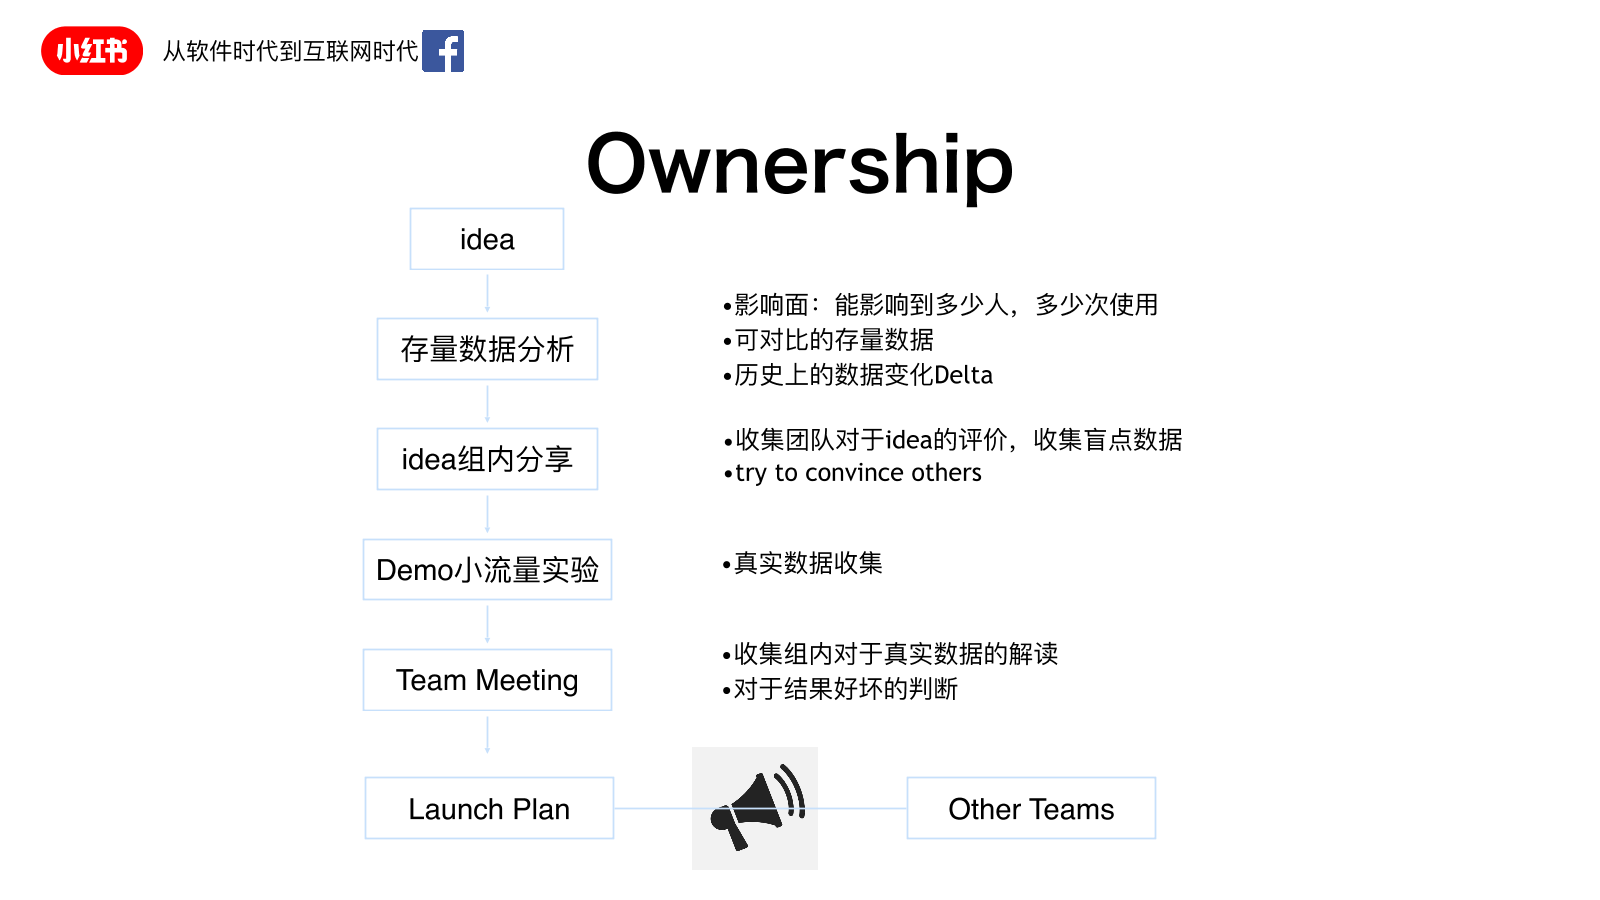 小红书
从软件时代到互联网时代
Ownership
idea
存量数据分析
•影响面：能影响到多少人，多少次使用
•可对比的存量数据
•历史上的数据变化Delta
idea组内分享
•收集团队对于idea的评价，收集盲点数据
•try to convince others
Demo小流量实验
•真实数据收集
Team Meeting
•收集组内对于真实数据的解读
•对于结果好坏的判断
Launch Plan
Other Teams